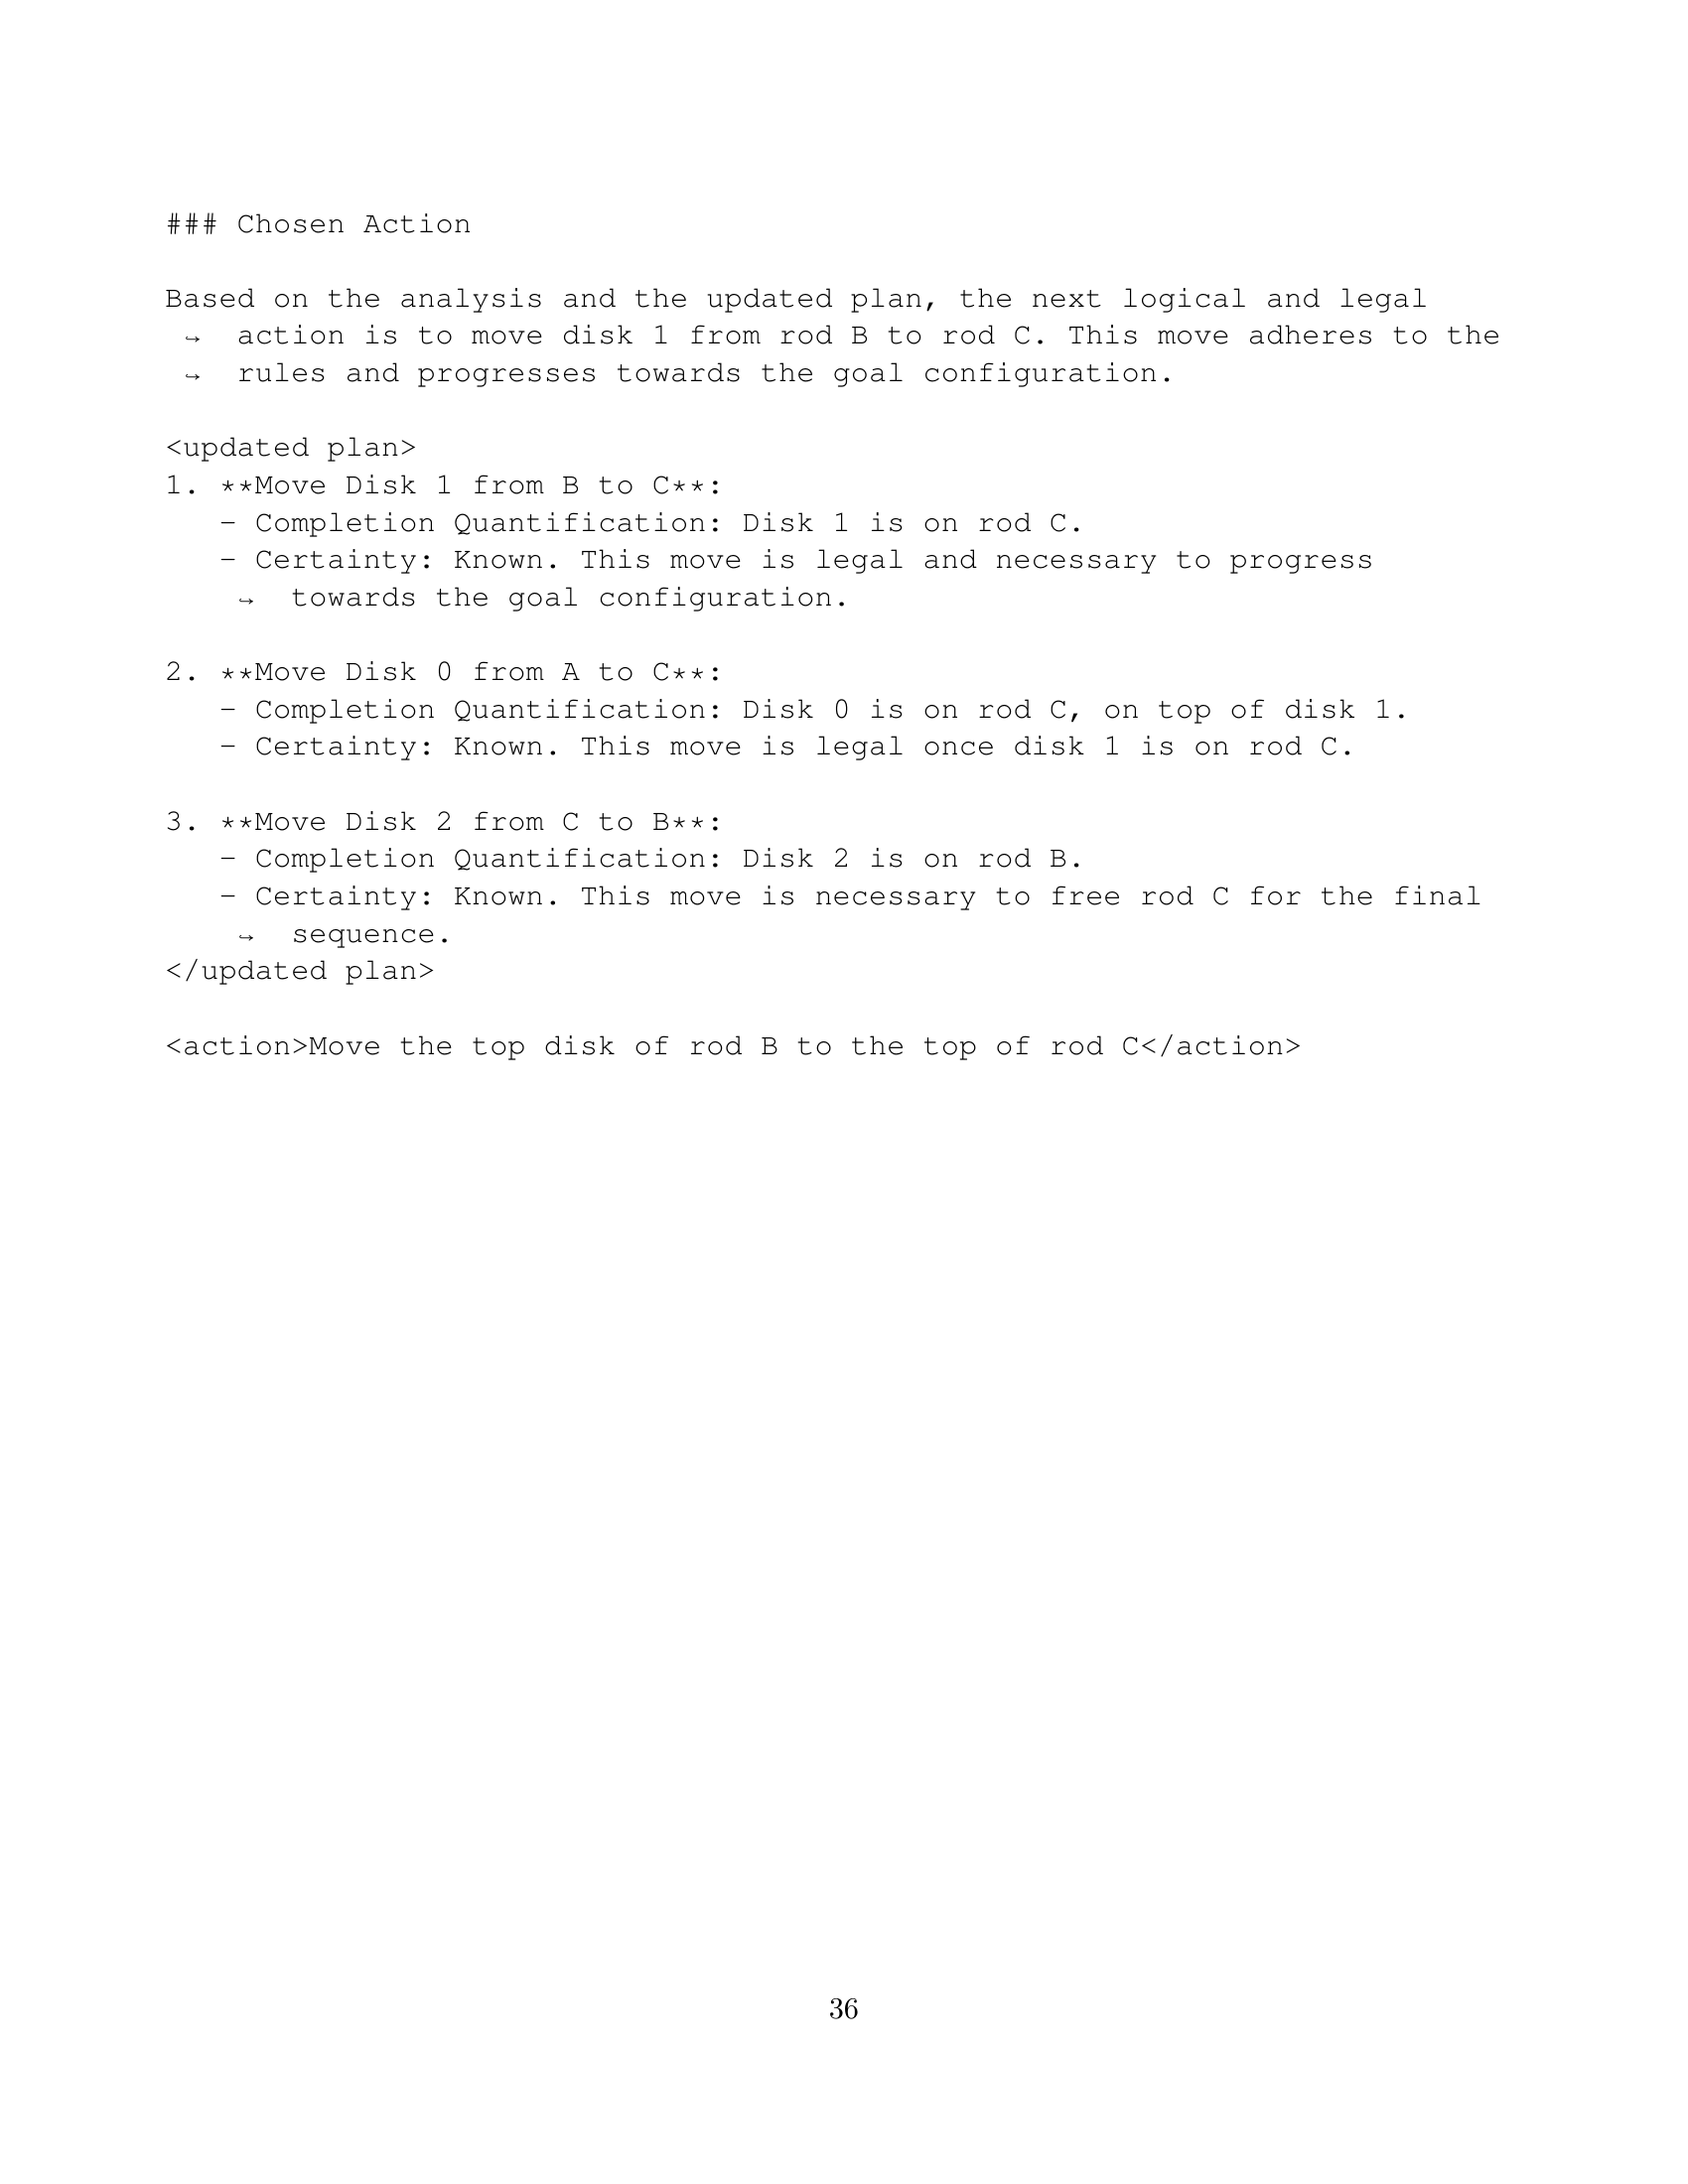 ### Chosen Action
Based on the analysis and the updated plan, the next logical and legal
↪ action is to move disk 1 from rod B to rod C. This move adheres to the
↪ rules and progresses towards the goal configuration.
<updated plan>
1. **Move Disk 1 from B to C**:
- Completion Quantification: Disk 1 is on rod C.
- Certainty: Known. This move is legal and necessary to progress
↪ towards the goal configuration.
2. **Move Disk 0 from A to C**:
- Completion Quantification: Disk 0 is on rod C, on top of disk 1.
- Certainty: Known. This move is legal once disk 1 is on rod C.
3. **Move Disk 2 from C to B**:
- Completion Quantification: Disk 2 is on rod B.
- Certainty: Known. This move is necessary to free rod C for the final
↪ sequence.
</updated plan>
<action>Move the top disk of rod B to the top of rod C</action>
36